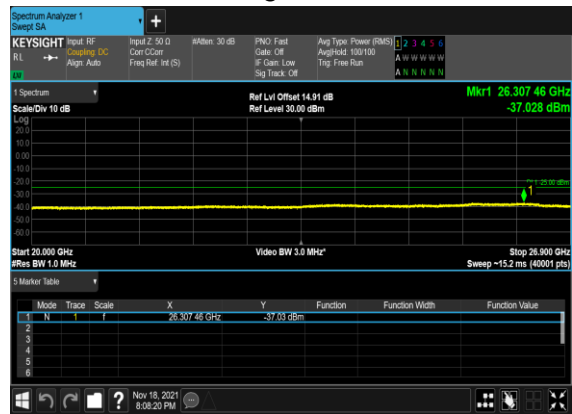 Spectrum Analyzer 1
Swept SA
+
KEYSIGHT Input: RF Input Z: 50 Ω #Atten: 30 dB PNO: Fast Avg Type: Power (RMS) 1 2 3 4 5 6
RL Coupling: DC Corr CCorr Gate: Off Avg|Hold: 100/100 A W W W W W
Align: Auto Freq Ref: Int (S) IF Gain: Low Trig: Free Run
LXI Sig Track: Off A N N N N N
1 Spectrum Ref Lvl Offset 14.91 dB Mkr1 26.307 46 GHz
Scale/Div 10 dB Ref Level 30.00 dBm -37.028 dBm
Log
20.0
10.0
0.00
-10.0
-20.0
-25.00 dBm
1
-30.0
-40.0
-50.0
-60.0
Start 20.000 GHz Video BW 3.0 MHz* Stop 26.900 GHz
#Res BW 1.0 MHz Sweep ~15.2 ms (40001 pts)
5 Marker Table
Mode Trace Scale X Y Function Function Width Function Value
1 N 1 f 26.307 46 GHz -37.03 dBm
2
3
4
5
6
? Nov 18, 2021
8:08:20 PM